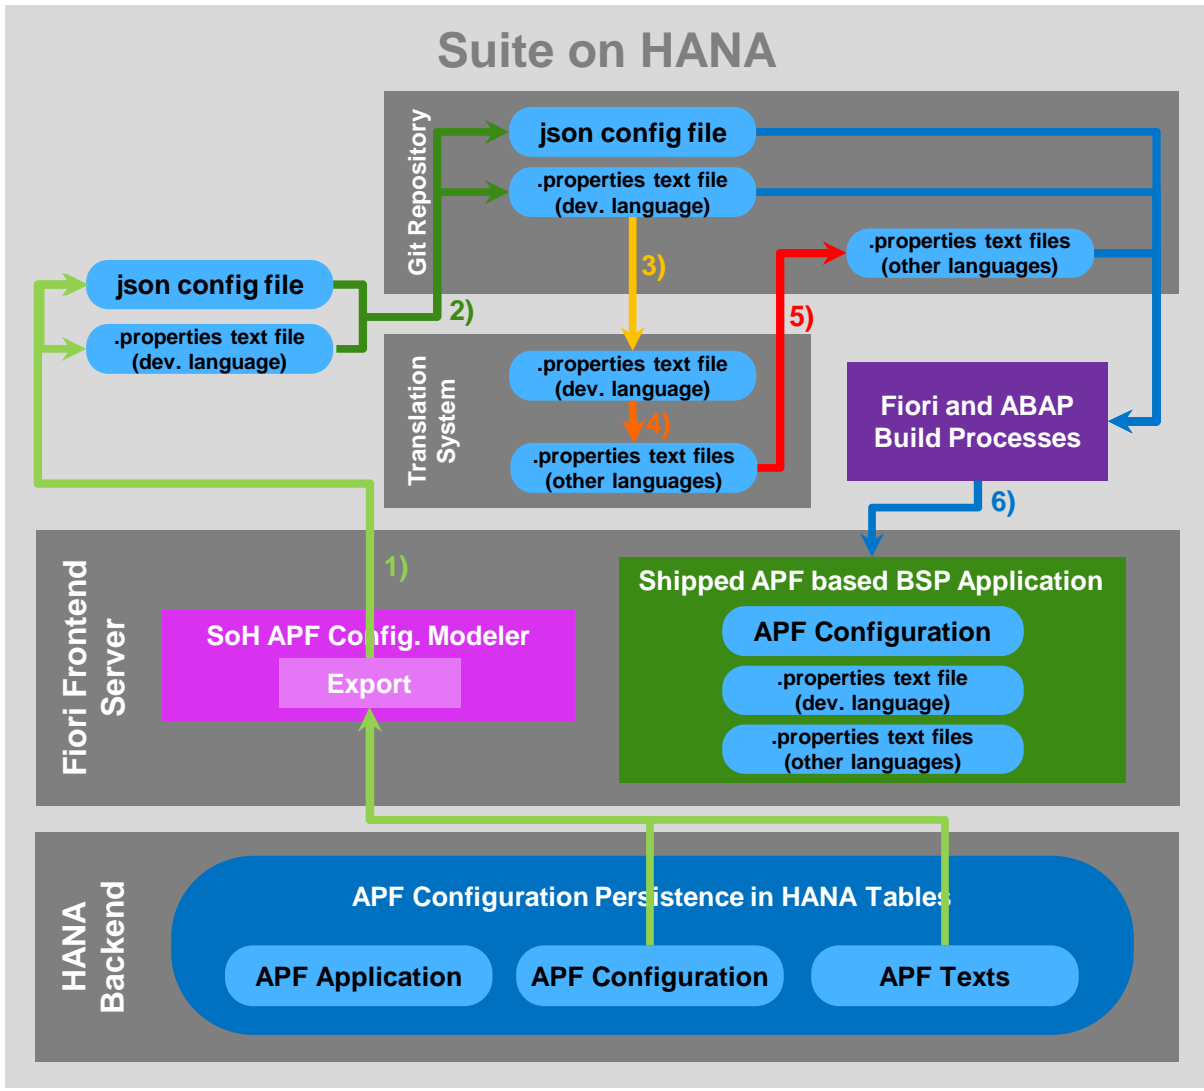 Suite on HANA
Git Repository
json config file
.properties text file
(dev. language)
.properties text files
(other languages)
3)
json config file
.properties text file
(dev. language)
2)
5)
Translation
System
.properties text file
(dev. language)
4)
.properties text files
(other languages)
Fiori and ABAP
Build Processes
6)
1)
Fiori Frontend
Server
SoH APF Config. Modeler
Export
Shipped APF based BSP Application
APF Configuration
.properties text file
(dev. language)
.properties text files
(other languages)
HANA
Backend
APF Configuration Persistence in HANA Tables
APF Application
APF Configuration
APF Texts